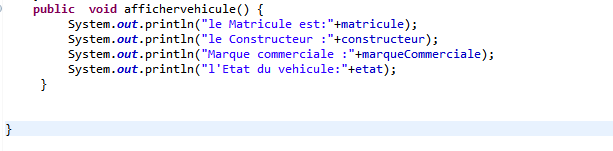 public  void affichervehicule() {
System.out.println("le Matricule est:"+matricule);
System.out.println("le Constructeur :"+constructeur);
System.out.println("Marque commerciale :"+marqueCommerciale);
System.out.println("l'Etat du vehicule:"+etat);
}
}